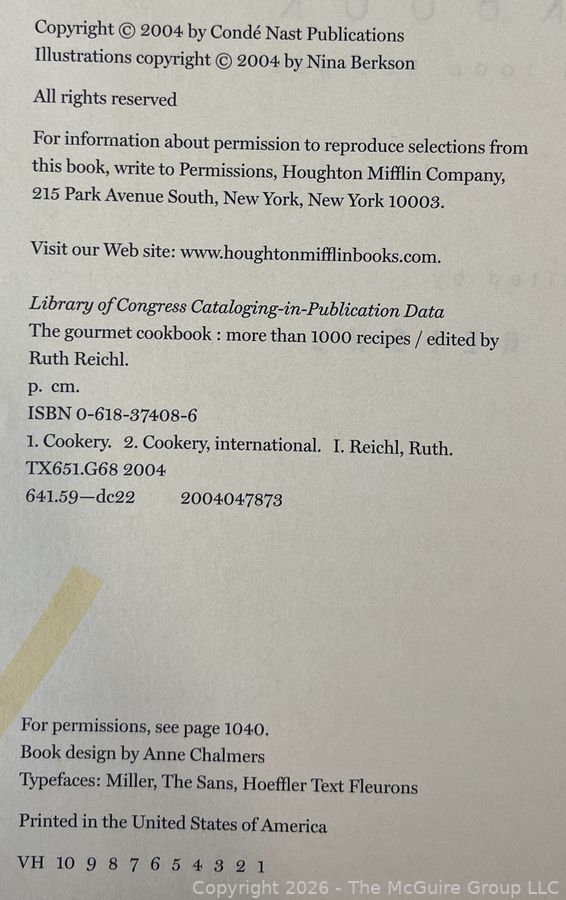 Copyright © 2004 by Condé Nast Publications
Illustrations copyright © 2004 by Nina Berkson
All rights reserved
For information about permission to reproduce selections from
this book, write to Permissions, Houghton Mifflin Company,
215 Park Avenue South, New York, New York 10003.
Visit our Web site: www.houghtonmifflinbooks.com.
Library of Congress Cataloging-in-Publication Data
The gourmet cookbook : more than 1000 recipes / edited by
Ruth Reichl.
p. cm.
ISBN 0-618-37408-6
1. Cookery. 2. Cookery, international. I. Reichl, Ruth.
TX651.G68 2004
641.59—dc22 2004047873
For permissions, see page 1040.
Book design by Anne Chalmers
Typefaces: Miller, The Sans, Hoeffler Text Fleurons
Printed in the United States of America
VH 10 9 8 7 6 5 4 3 2 1
Copyright 2026 - The McGuire Group LLC